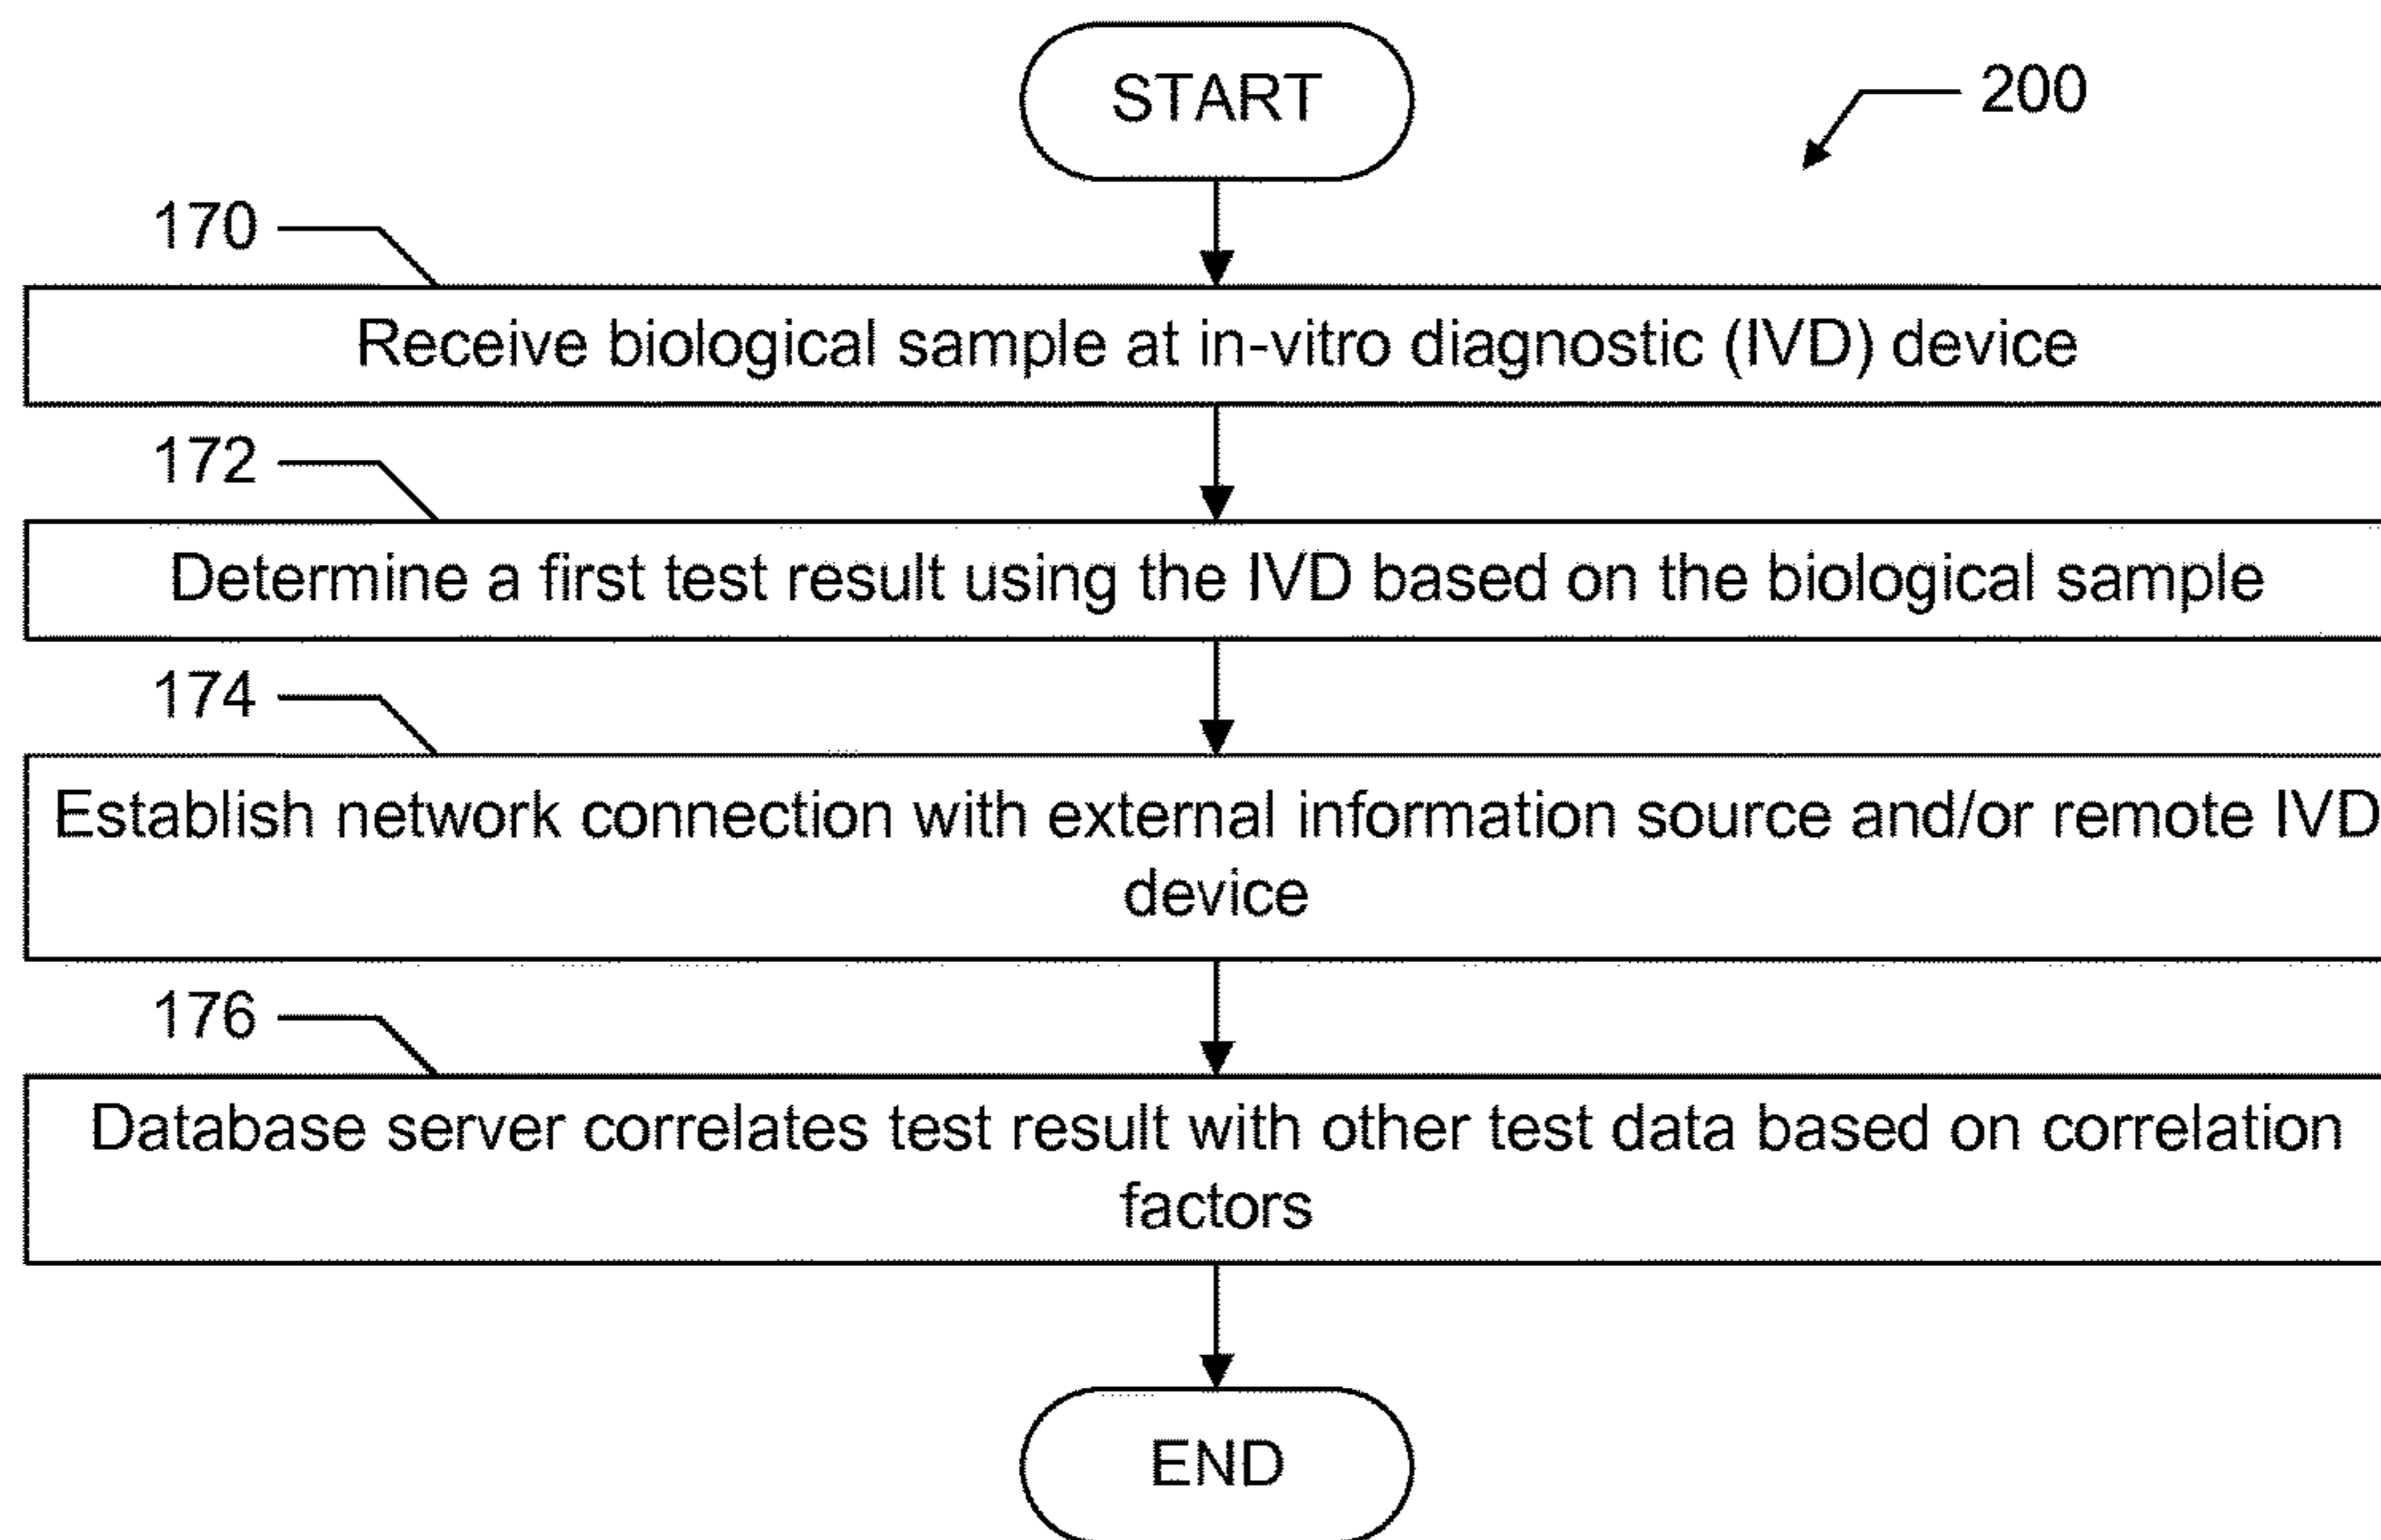 START
200
170
Receive biological sample at in-vitro diagnostic (IVD) device
172
Determine a first test result using the IVD based on the biological sample
174
Establish network connection with external information source and/or remote IVD
device
176
Database server correlates test result with other test data based on correlation
factors
END